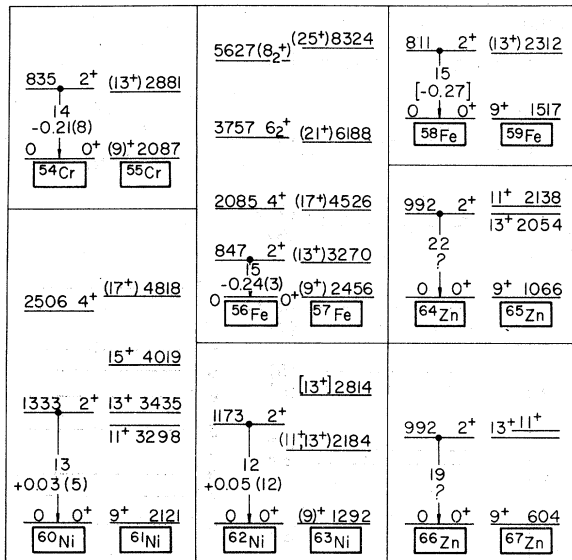 835 2+ (13+) 2881
14
-0.21(8)
0 0+ (9)+ 2087
54Cr 55Cr
5627 (8₂+) (25+) 8324
3757 6₂+ (21+) 6188
2085 4+ (17+) 4526
847 2+ (13+) 3270
15
-0.24(3)
0 0+ (9+) 2456
56Fe 57Fe
811 2+ (13+) 2312
15
[-0.27]
0 0+ 9+ 1517
58Fe 59Fe
992 2+ 11+ 2138
13+ 2054
22
?
0 0+ 9+ 1066
64Zn 65Zn
2506 4+ (17+) 4818
15+ 4019
1333 2+ 13+ 3435
11+ 3298
13
+0.03 (5)
0 0+ 9+ 2121
60Ni 61Ni
[13+] 2814
1173 2+
(11+,13+) 2184
12
+0.05 (12)
0 0+ (9)+ 1292
62Ni 63Ni
992 2+ 13+ 11+
19
?
0 0+ 9+ 604
66Zn 67Zn